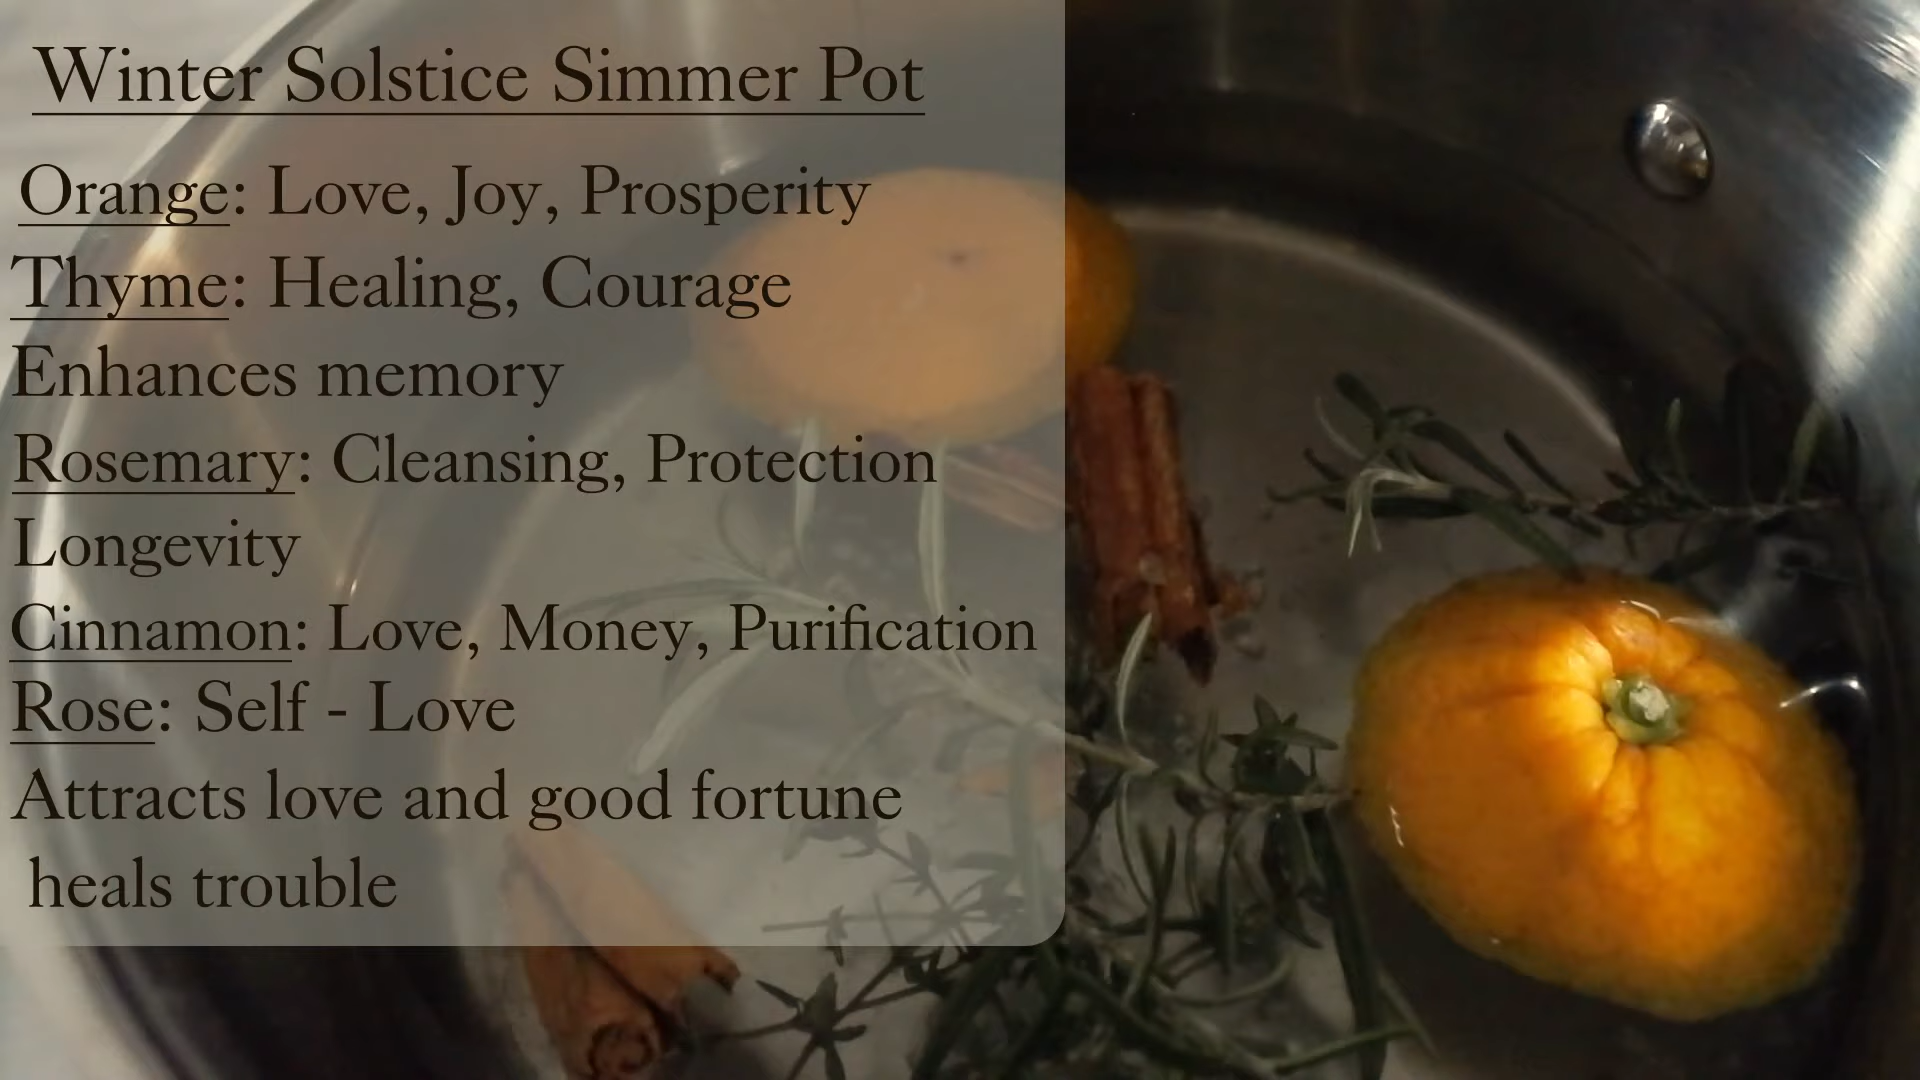 Winter Solstice Simmer Pot
Orange: Love, Joy, Prosperity
Thyme: Healing, Courage
Enhances memory
Rosemary: Cleansing, Protection
Longevity
Cinnamon: Love, Money, Purification
Rose: Self - Love
Attracts love and good fortune
heals trouble